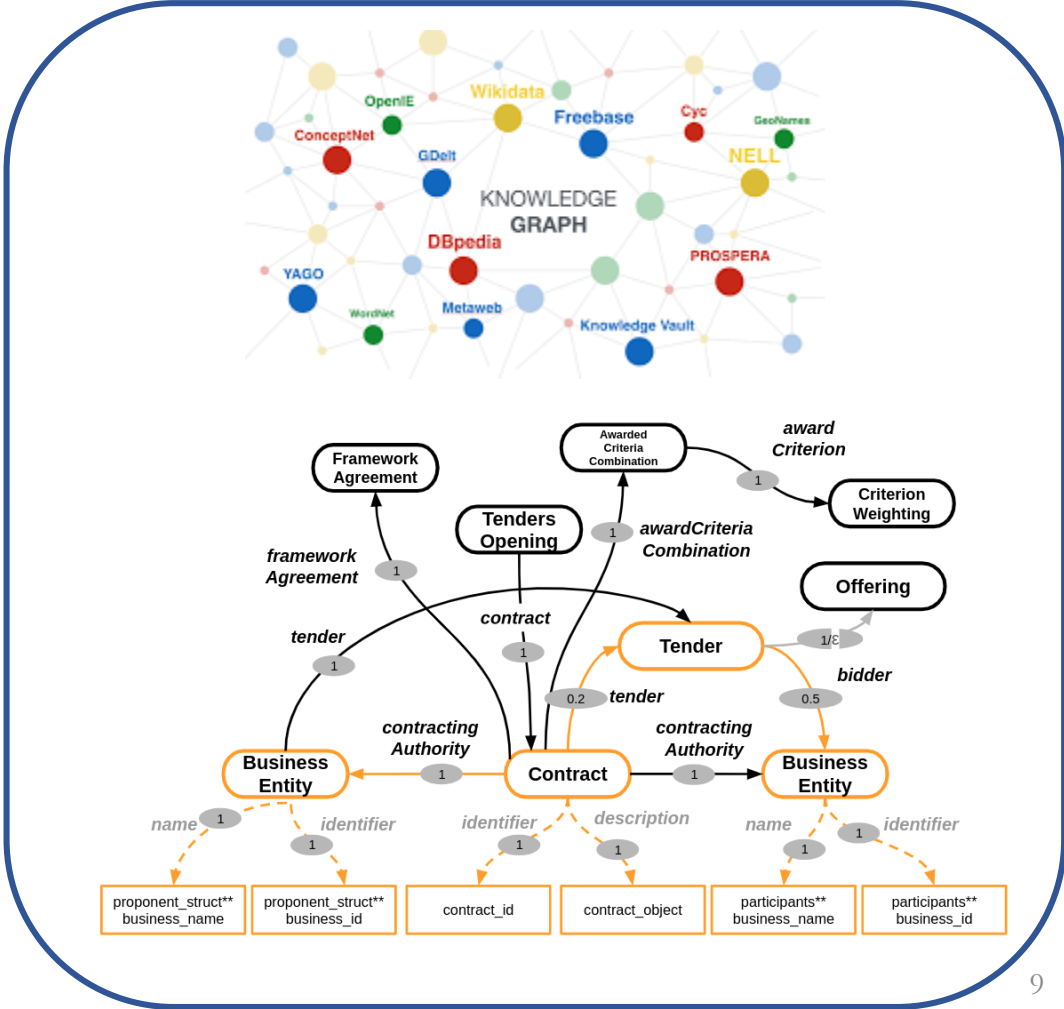 Wikidata
OpenIE
Freebase
Cyc
GeoNames
ConceptNet
GDelt
NELL
KNOWLEDGE
GRAPH
DBpedia
PROSPERA
YAGO
WordNet
Metaweb
Knowledge Vault
Framework
Agreement
Awarded
Criteria
Combination
award
Criterion
1
Criterion
Weighting
Tenders
Opening
1
awardCriteria
Combination
framework
Agreement
1
Offering
tender
1
contract
1
Tender
1/ε
bidder
0.2
tender
0.5
contracting
Authority
contracting
Authority
Business
Entity
1
Contract
1
Business
Entity
name
1
identifier
1
identifier
1
description
1
name
1
identifier
1
proponent_struct**
business_name
proponent_struct**
business_id
contract_id
contract_object
participants**
business_name
participants**
business_id
9